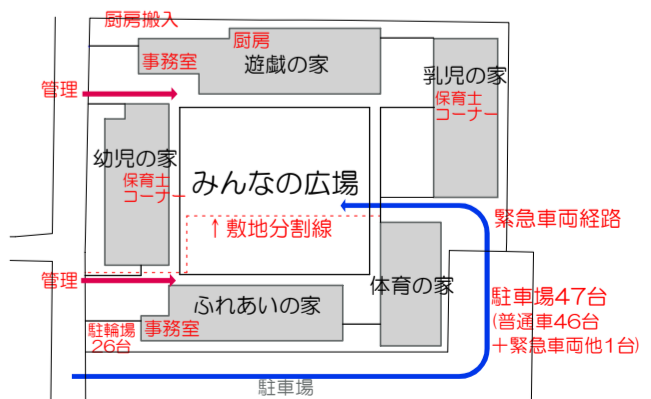 厨房搬入
厨房
事務室
遊戯の家
管理
乳児の家
保育士
コーナー
幼児の家
保育士
コーナー
みんなの広場
↑敷地分割線
緊急車両経路
管理
体育の家
ふれあいの家
駐車場47台
(普通車46台
+緊急車両他1台)
駐輪場
26台
事務室
駐車場